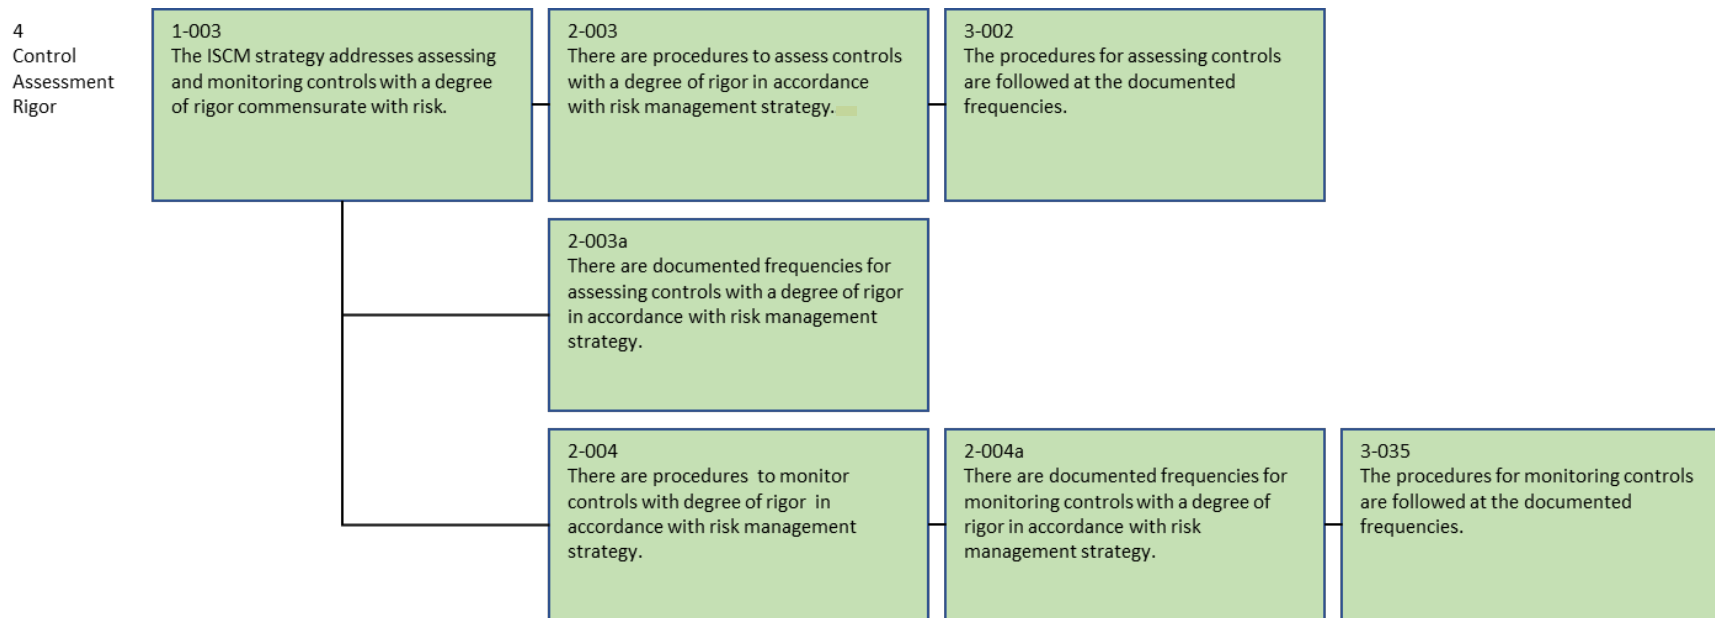 4
Control
Assessment
Rigor
1-003
The ISCM strategy addresses assessing
and monitoring controls with a degree
of rigor commensurate with risk.
2-003
There are procedures to assess controls
with a degree of rigor in accordance
with risk management strategy.
3-002
The procedures for assessing controls
are followed at the documented
frequencies.
2-003a
There are documented frequencies for
assessing controls with a degree of rigor
in accordance with risk management
strategy.
2-004
There are procedures to monitor
controls with degree of rigor in
accordance with risk management
strategy.
2-004a
There are documented frequencies for
monitoring controls with a degree of
rigor in accordance with risk
management strategy.
3-035
The procedures for monitoring controls
are followed at the documented
frequencies.